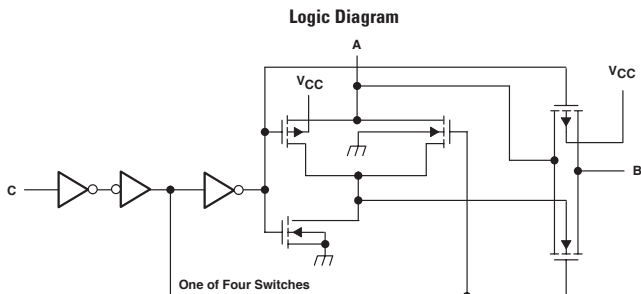 Logic Diagram
A
VCC
VCC
C
B
One of Four Switches